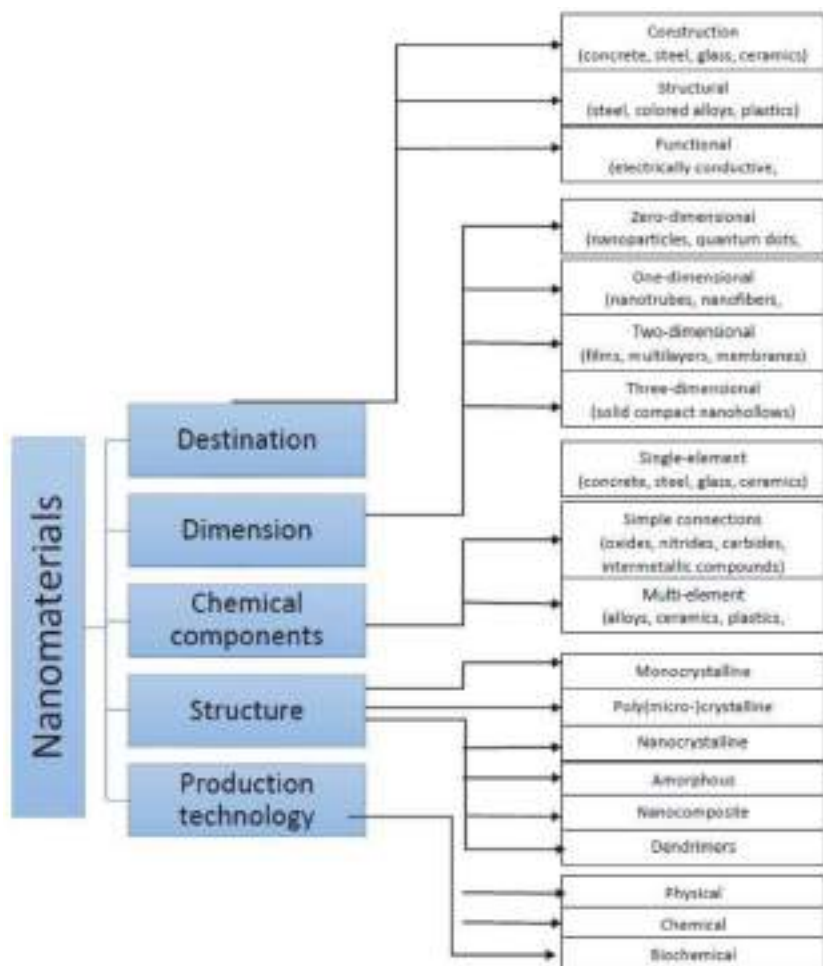 Nanomaterials
Destination
Dimension
Chemical
components
Structure
Production
technology
Construction
(concrete, steel, glass, ceramics)
Structural
(steel, colored alloys, plastics)
Functional
(electrically conductive,
Zero-dimensional
(nanoparticles, quantum dots,
One-dimensional
(nanotrubes, nanofibers,
Two-dimensional
(films, multilayers, membranes)
Three-dimensional
(solid compact nanohollows)
Single-element
(concrete, steel, glass, ceramics)
Simple connections
(oxides, nitrides, carbides,
intermetallic compounds)
Multi-element
(alloys, ceramics, plastics,
Monocrystalline
Poly(micro-)crystalline
Nanocrystalline
Amorphous
Nanocomposite
Dendrimers
Physical
Chemical
Biochemical